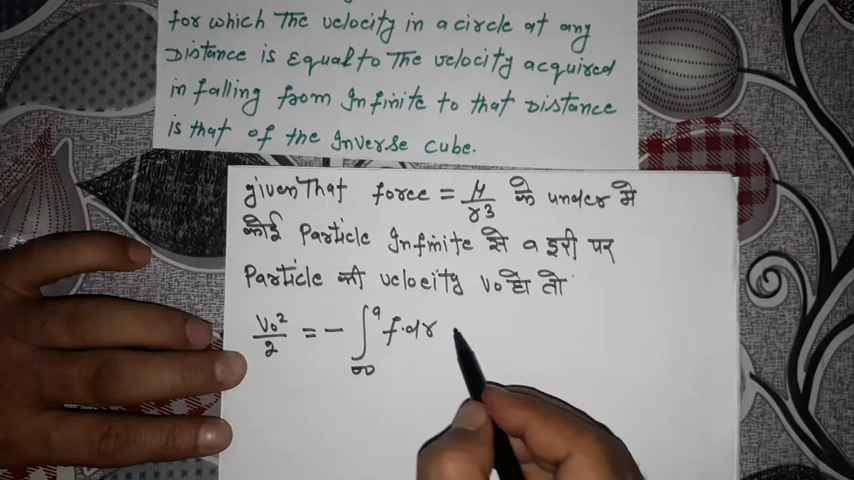 for which The velocity in a circle at any
Distance is Equal to The velocity acquired
in falling from Infinite to that Distance
is that of the Inverse cube.
given That force = μ/r3 के under मे
कोई Particle Infinite से a दूरी पर
Particle की velocity v0 हो तो
v0²/2 = - ∫∞^a f.dr